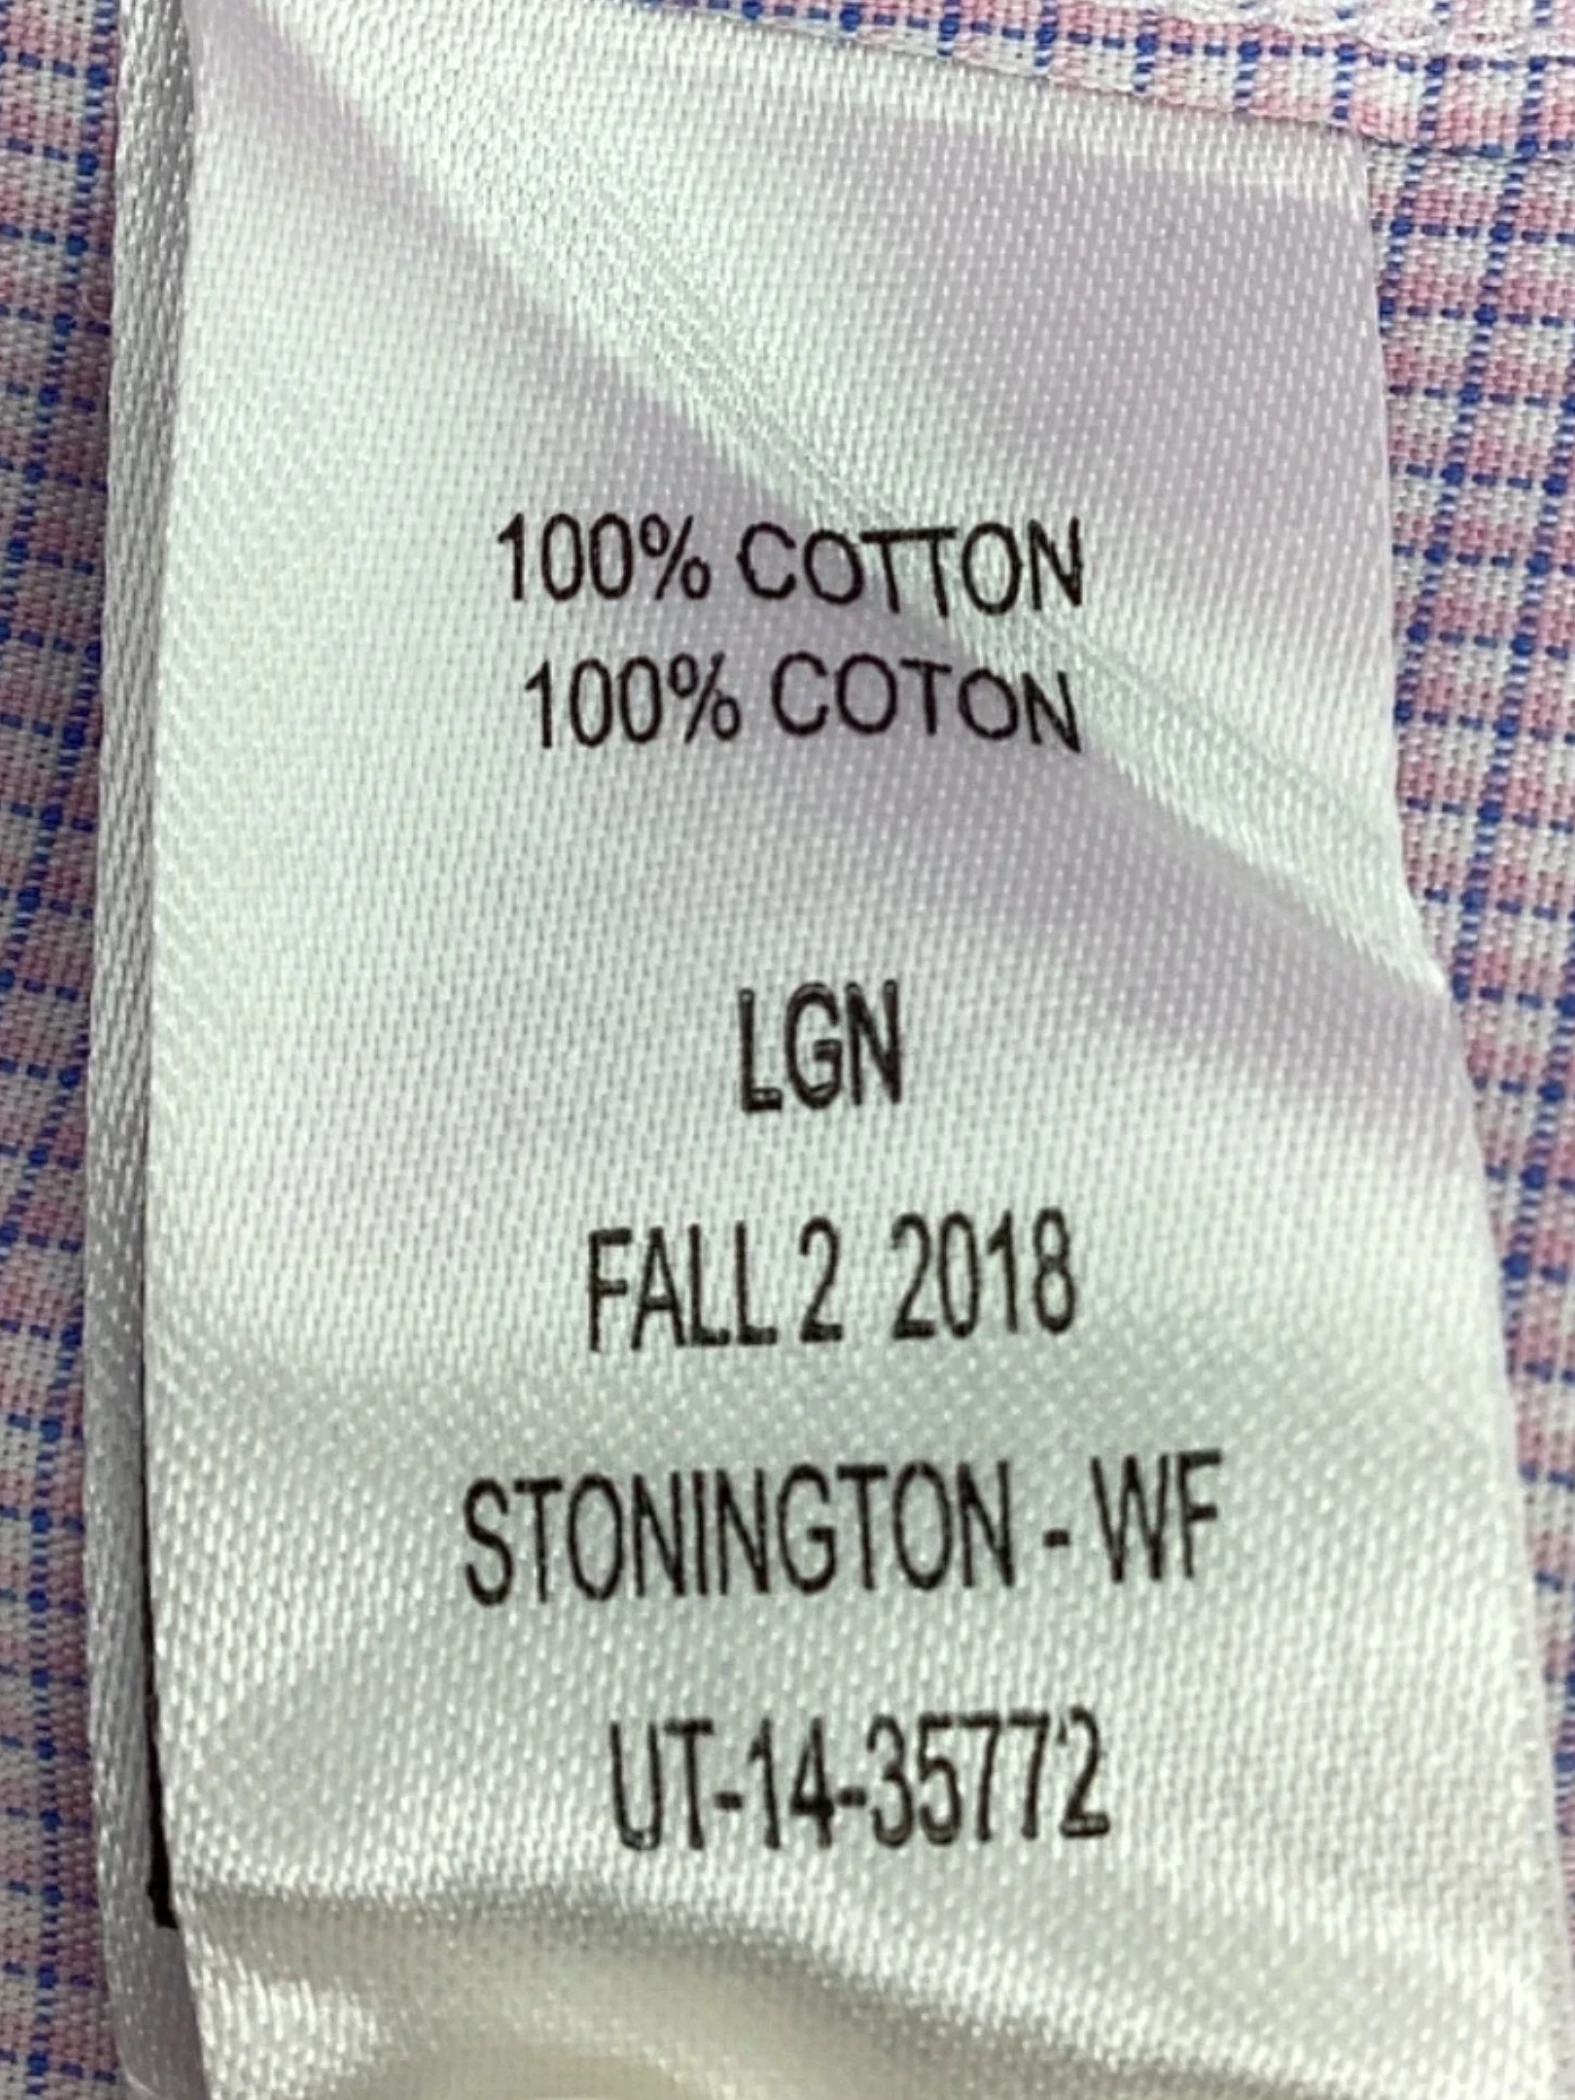 100% COTTON
100% COTON
LGN
FALL 2 2018
STONINGTON - WF
UT-14-35772